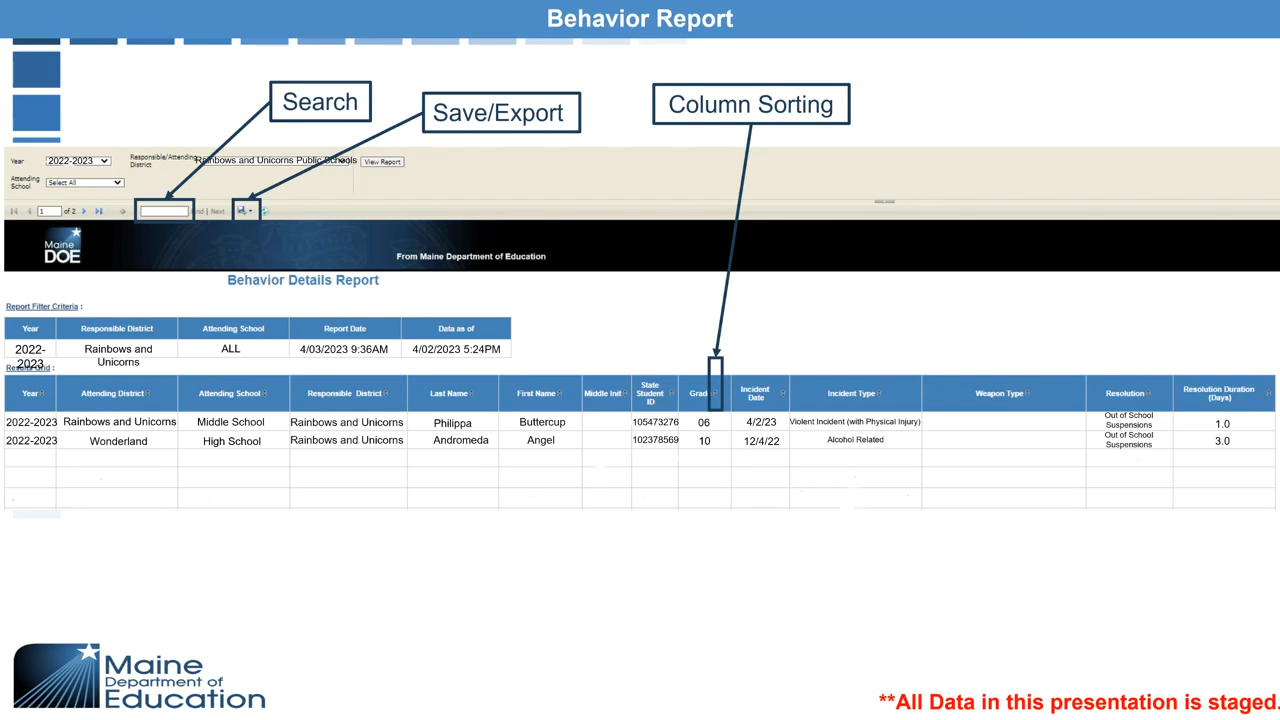 Behavior Report
Search
Save/Export
Column Sorting
Year
2022-2023
Responsible/Attending
District
Rainbows and Unicorns Public Schools
View Report
Attending
School
Select All
1 of 2
Find | Next
Maine
DOE
From Maine Department of Education
Behavior Details Report
Report Filter Criteria :
Year Responsible District Attending School Report Date Data as of
2022-
2023
Rainbows and
Unicorns
ALL
4/03/2023 9:36AM
4/02/2023 5:24PM
Results Grid :
Year Attending District Attending School Responsible District Last Name First Name Middle Init State Student ID Grade Incident Date Incident Type Weapon Type Resolution Resolution Duration (Days)
2022-2023 Rainbows and Unicorns Middle School Rainbows and Unicorns Philippa Buttercup 105473276 06 4/2/23 Violent Incident (with Physical Injury) Out of School Suspensions 1.0
2022-2023 Wonderland High School Rainbows and Unicorns Andromeda Angel 102378569 10 12/4/22 Alcohol Related Out of School Suspensions 3.0
Maine
Department of
Education
**All Data in this presentation is staged.